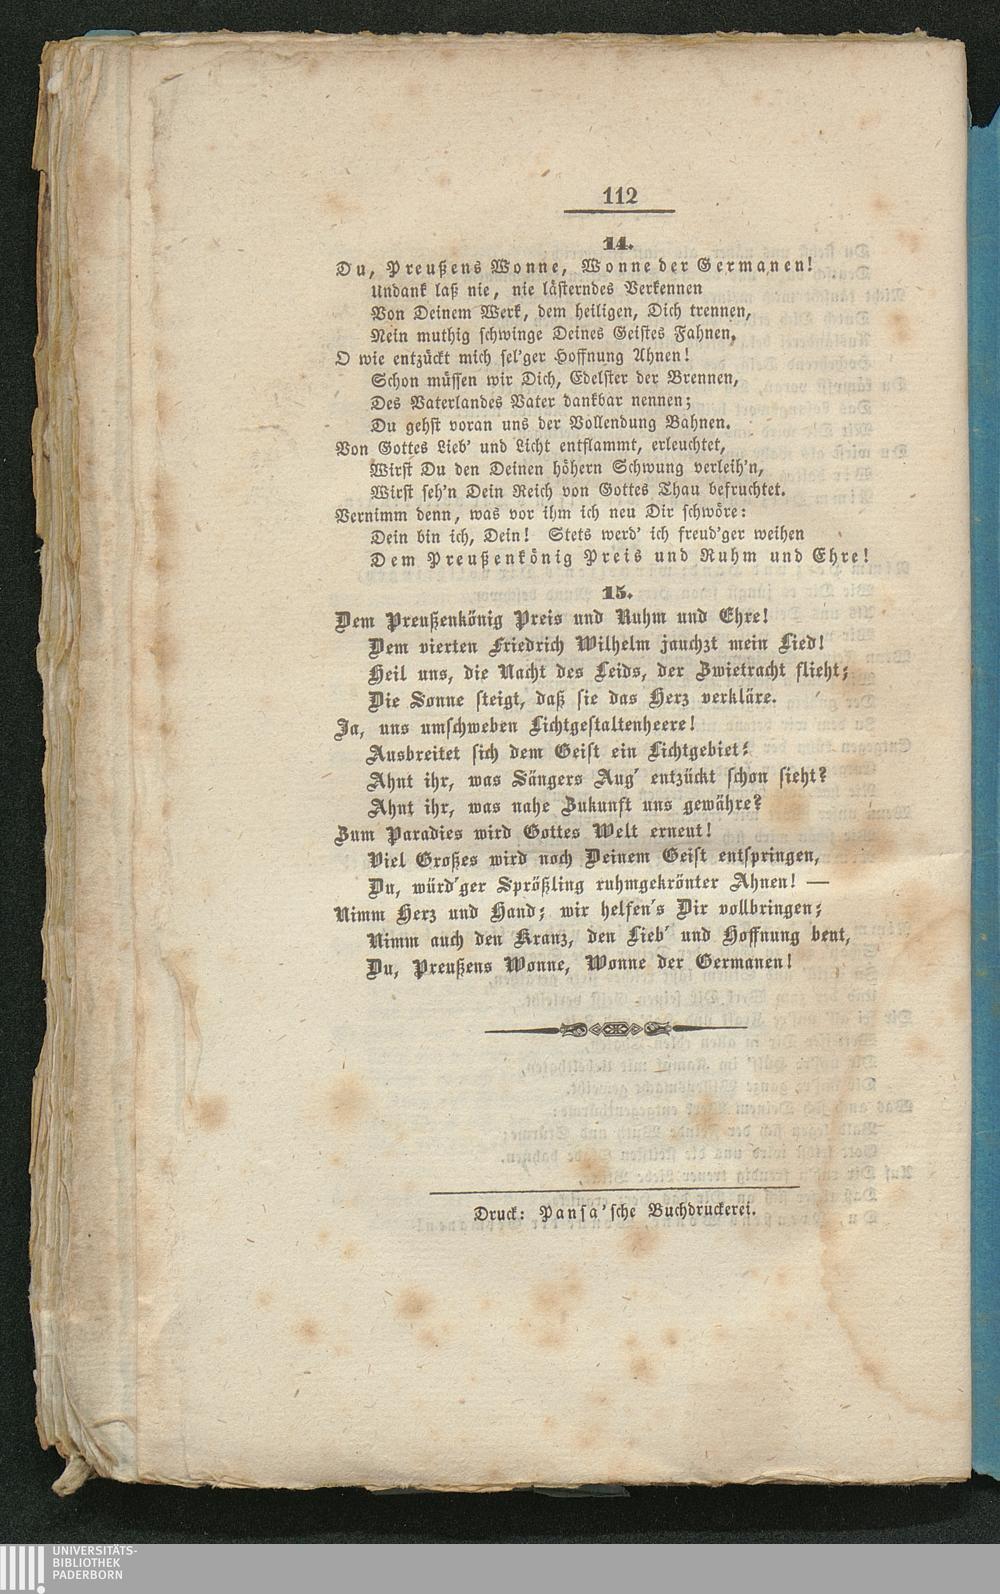 112
14.
Du, Preußens Wonne, Wonne der Germanen!
Undank laß nie, nie lästerndes Verkennen
Von Deinem Werk, dem heiligen, Dich trennen,
Nein muthig schwinge Deines Geistes Fahnen.
O wie entzückt mich sel'ger Hoffnung Ahnen!
Schon müssen wir Dich, Edelster der Brennen,
Des Vaterlandes Vater dankbar nennen;
Du gehst voran uns der Vollendung Bahnen.
Von Gottes Lieb' und Licht entflammt, erleuchtet,
Wirst Du den Deinen höhern Schwung verleih'n,
Wirst seh'n Dein Reich von Gottes Thau befruchtet.
Vernimm denn, was vor ihm ich neu Dir schwöre:
Dein bin ich, Dein! Stets werd' ich freud'ger weihen
Dem Preußenkönig Preis und Ruhm und Ehre!
15.
Dem Preußenkönig Preis und Ruhm und Ehre!
Dem vierten Friedrich Wilhelm jauchzt mein Lied!
Heil uns, die Nacht des Leids, der Zwietracht flieht;
Die Sonne steigt, daß sie das Herz verkläre.
Ja, uns umschweben Lichtgestaltenheere!
Ausbreitet sich dem Geist ein Lichtgebiet:
Ahnt ihr, was Sängers Aug' entzückt schon sieht?
Ahnt ihr, was nahe Zukunft uns gewähre?
Zum Paradies wird Gottes Welt erneut!
Viel Großes wird noch Deinem Geist entspringen,
Du, würd'ger Sprößling ruhmgekrönter Ahnen! —
Nimm Herz und Hand; wir helfen's Dir vollbringen;
Nimm auch den Kranz, den Lieb' und Hoffnung beut,
Du, Preußens Wonne, Wonne der Germanen!
Druck: Pansa'sche Buchdruckerei.
UNIVERSITÄTS-
BIBLIOTHEK
PADERBORN